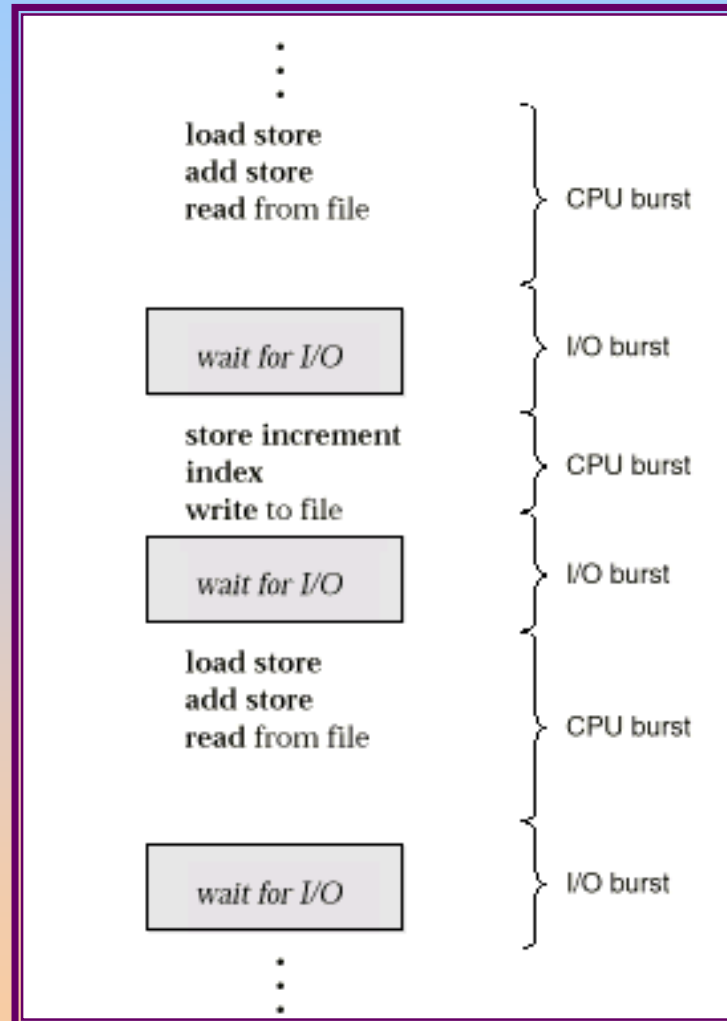 load store
add store
read from file
CPU burst
wait for I/O
I/O burst
store increment
index
write to file
CPU burst
wait for I/O
I/O burst
load store
add store
read from file
CPU burst
wait for I/O
I/O burst